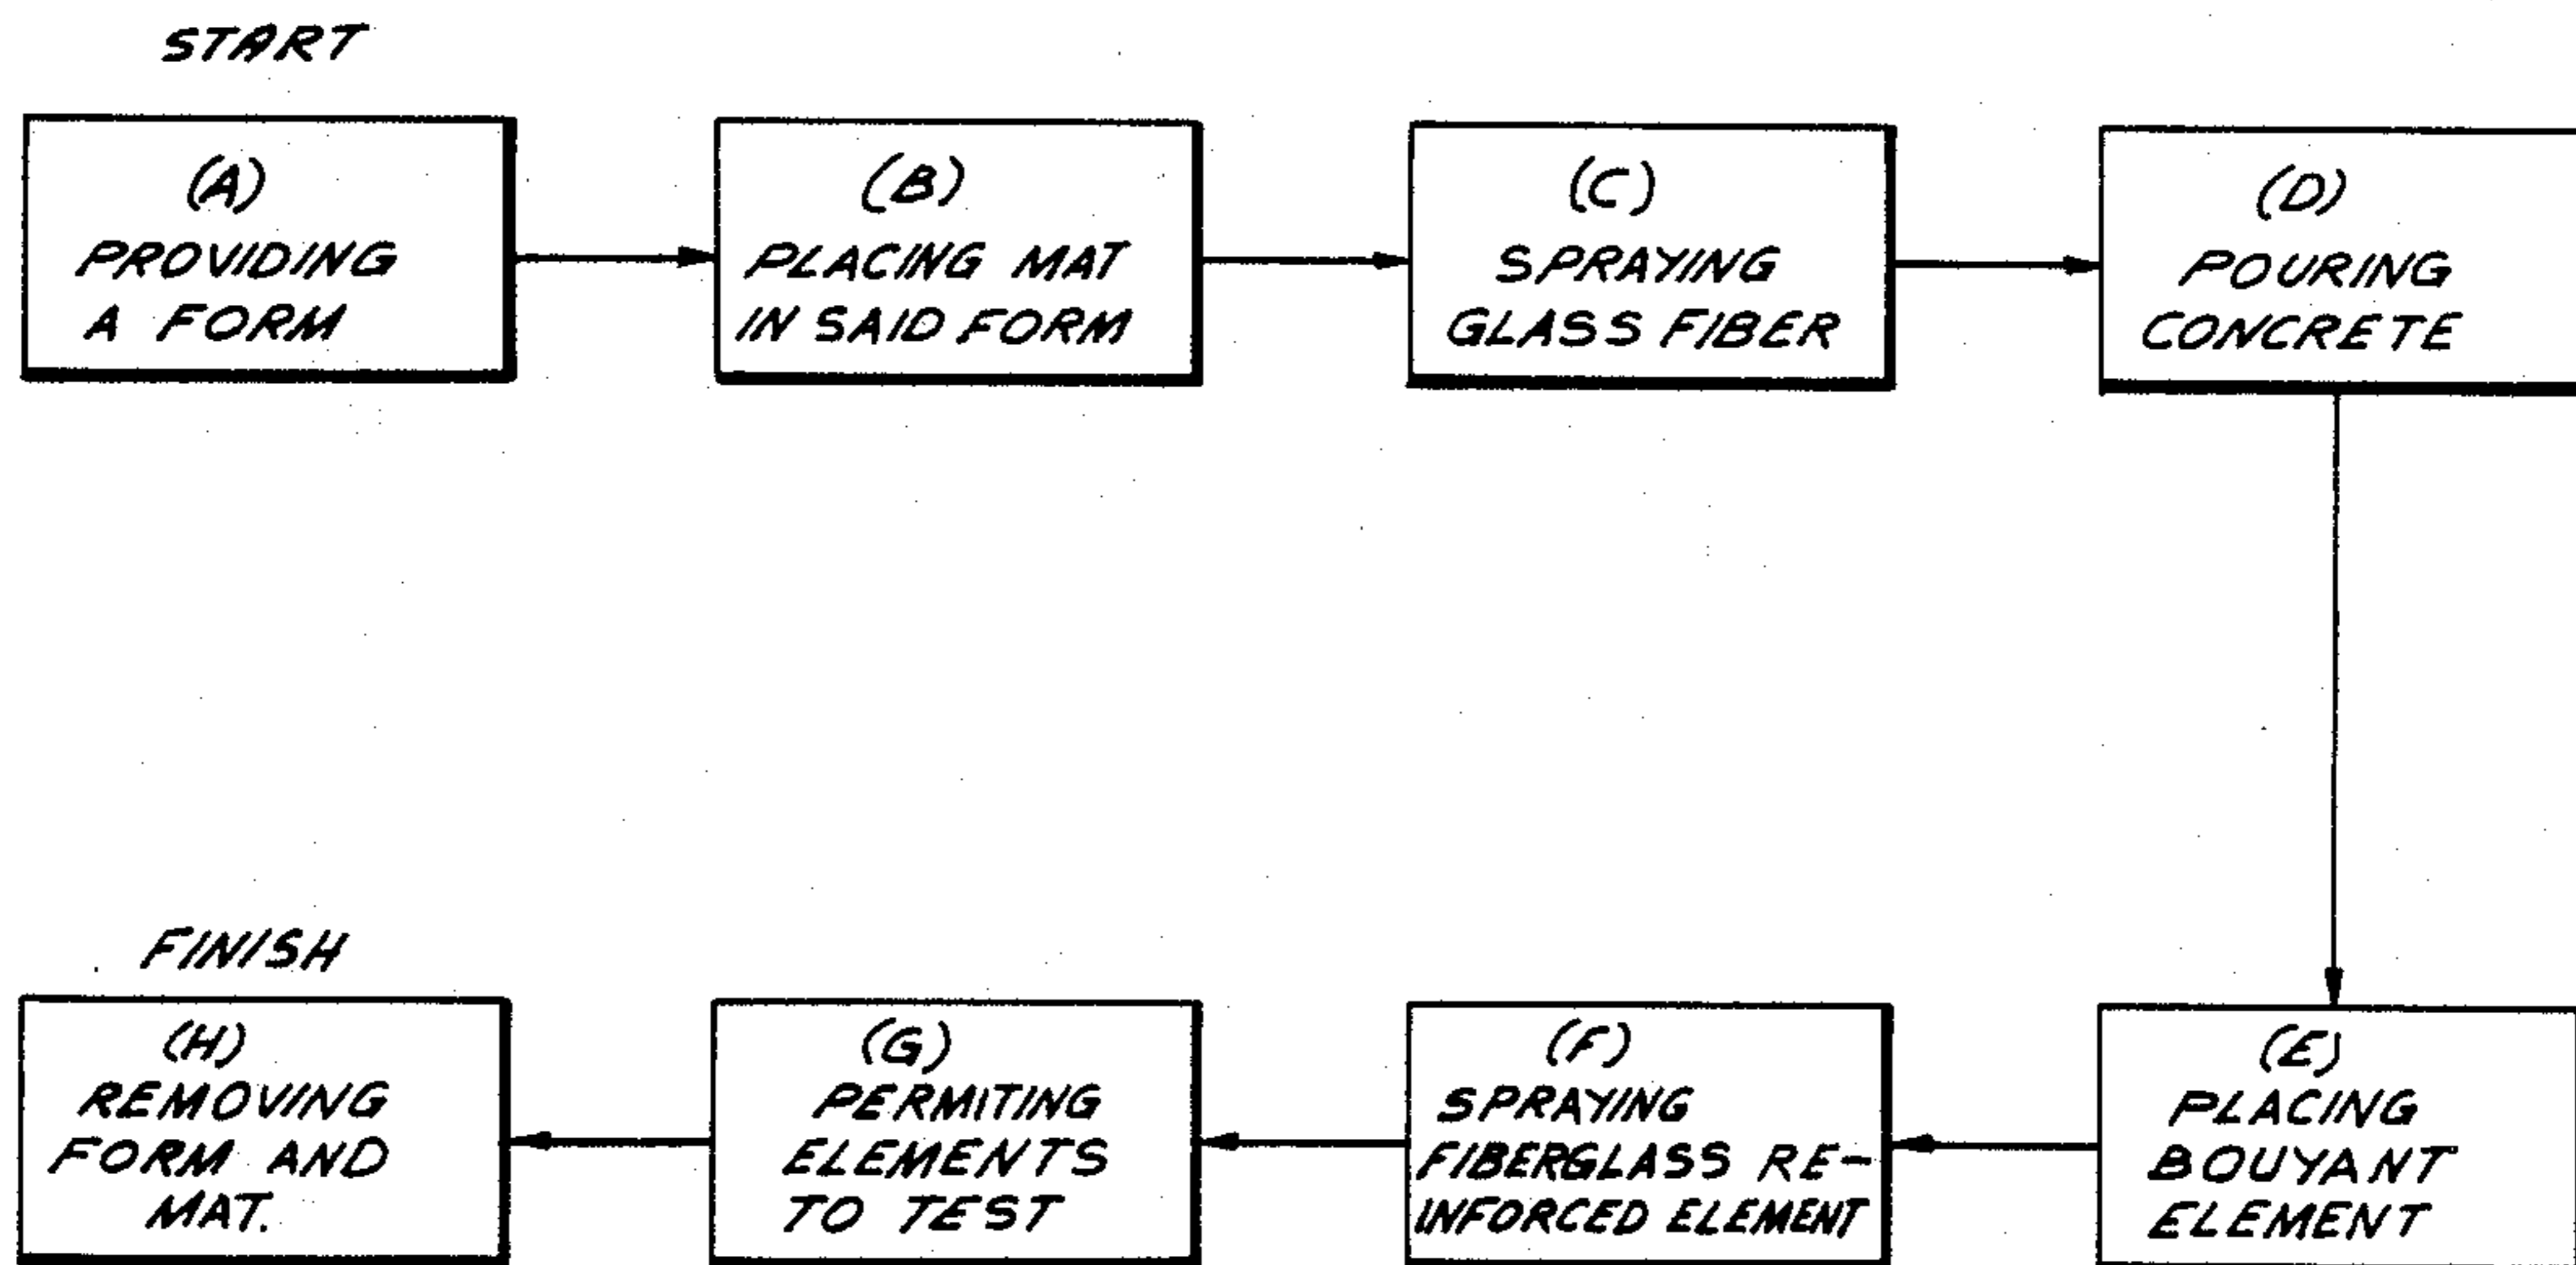 START
(A)
PROVIDING
A FORM
(B)
PLACING MAT
IN SAID FORM
(C)
SPRAYING
GLASS FIBER
(D)
POURING
CONCRETE
(E)
PLACING
BOUYANT
ELEMENT
(F)
SPRAYING
FIBERGLASS RE-
INFORCED ELEMENT
(G)
PERMITING
ELEMENTS
TO TEST
FINISH
(H)
REMOVING
FORM AND
MAT.